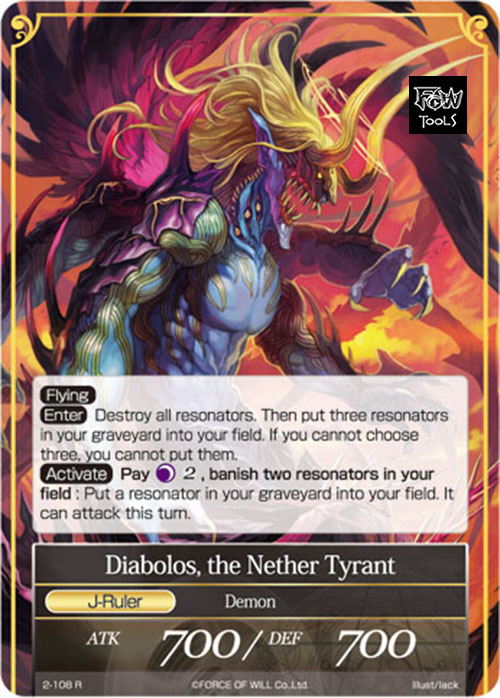 FOW
TOOLS
Flying
Enter Destroy all resonators. Then put three resonators
in your graveyard into your field. If you cannot choose
three, you cannot put them.
Activate Pay 2 , banish two resonators in your
field : Put a resonator in your graveyard into your field. It
can attack this turn.
Diabolos, the Nether Tyrant
J-Ruler Demon
ATK 700 / DEF 700
2-108 R ©FORCE OF WILL Co.,Ltd. Illust/lack